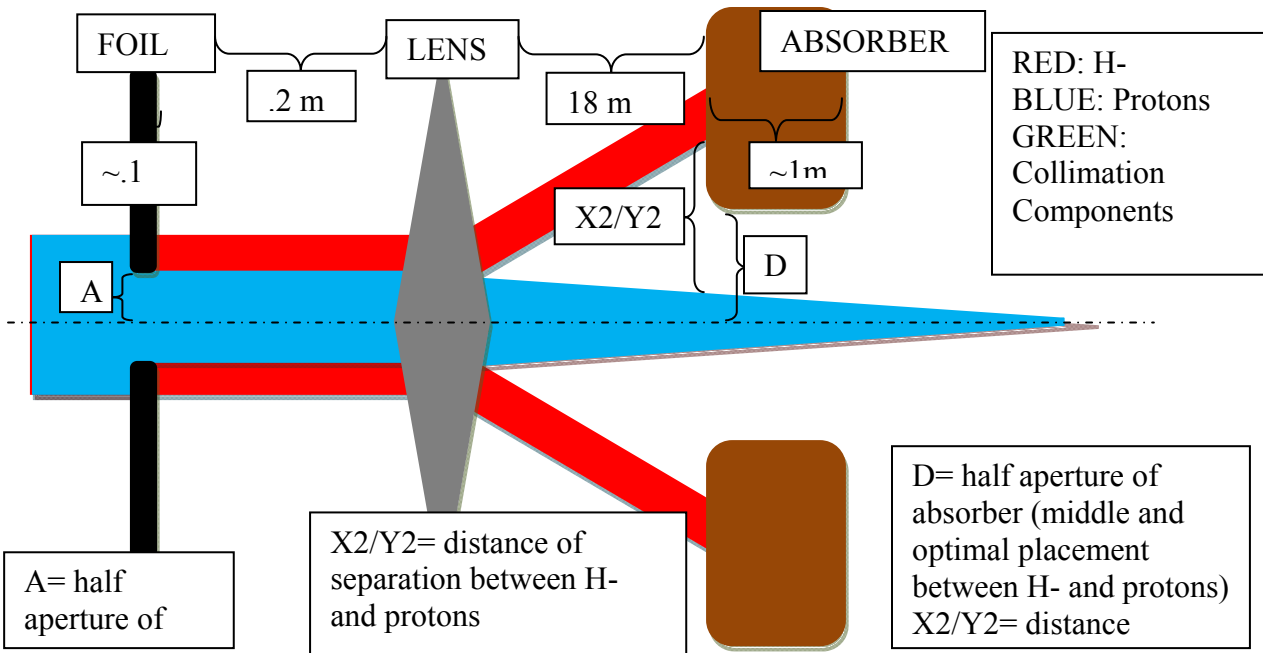 FOIL
LENS
ABSORBER
.2 m
18 m
RED: H-
BLUE: Protons
GREEN:
Collimation
Components
~.1
~1m
X2/Y2
D
A
A= half
aperture of
X2/Y2= distance of
separation between H-
and protons
D= half aperture of
absorber (middle and
optimal placement
between H- and protons)
X2/Y2= distance